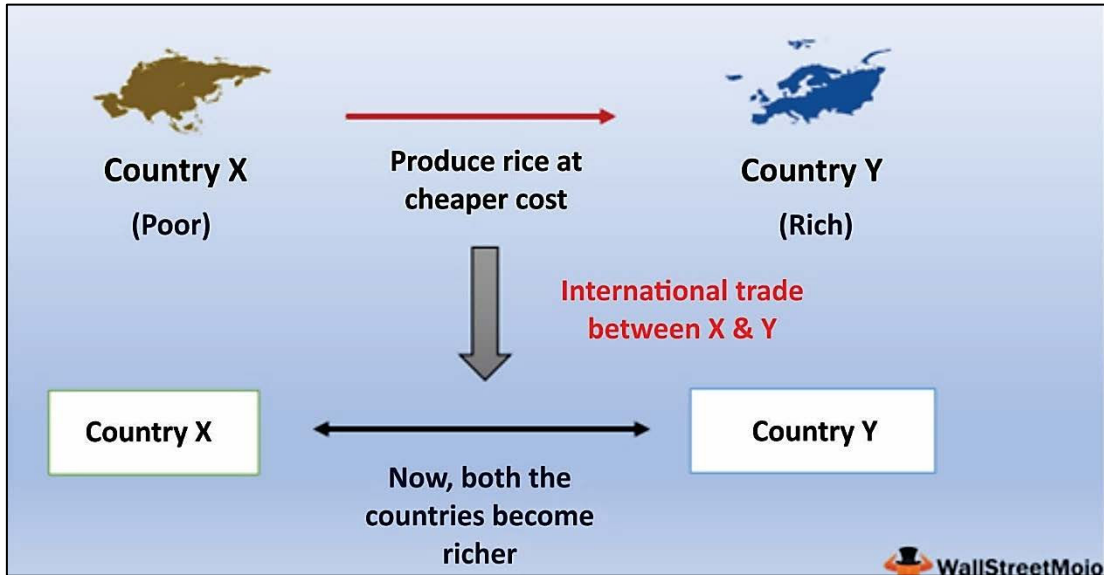 Country X
(Poor)
Produce rice at
cheaper cost
Country Y
(Rich)
International trade
between X & Y
Country X
Country Y
Now, both the
countries become
richer
WallStreetMojo